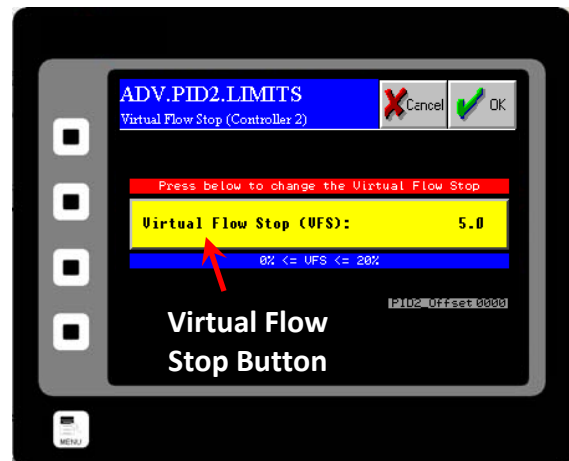 ADV.PID2.LIMITS
Virtual Flow Stop (Controller 2)
Cancel
OK
Press below to change the Virtual Flow Stop
Virtual Flow Stop (VFS): 5.0
0% <= VFS <= 20%
PID2_Offset 0000
Virtual Flow
Stop Button
MENU